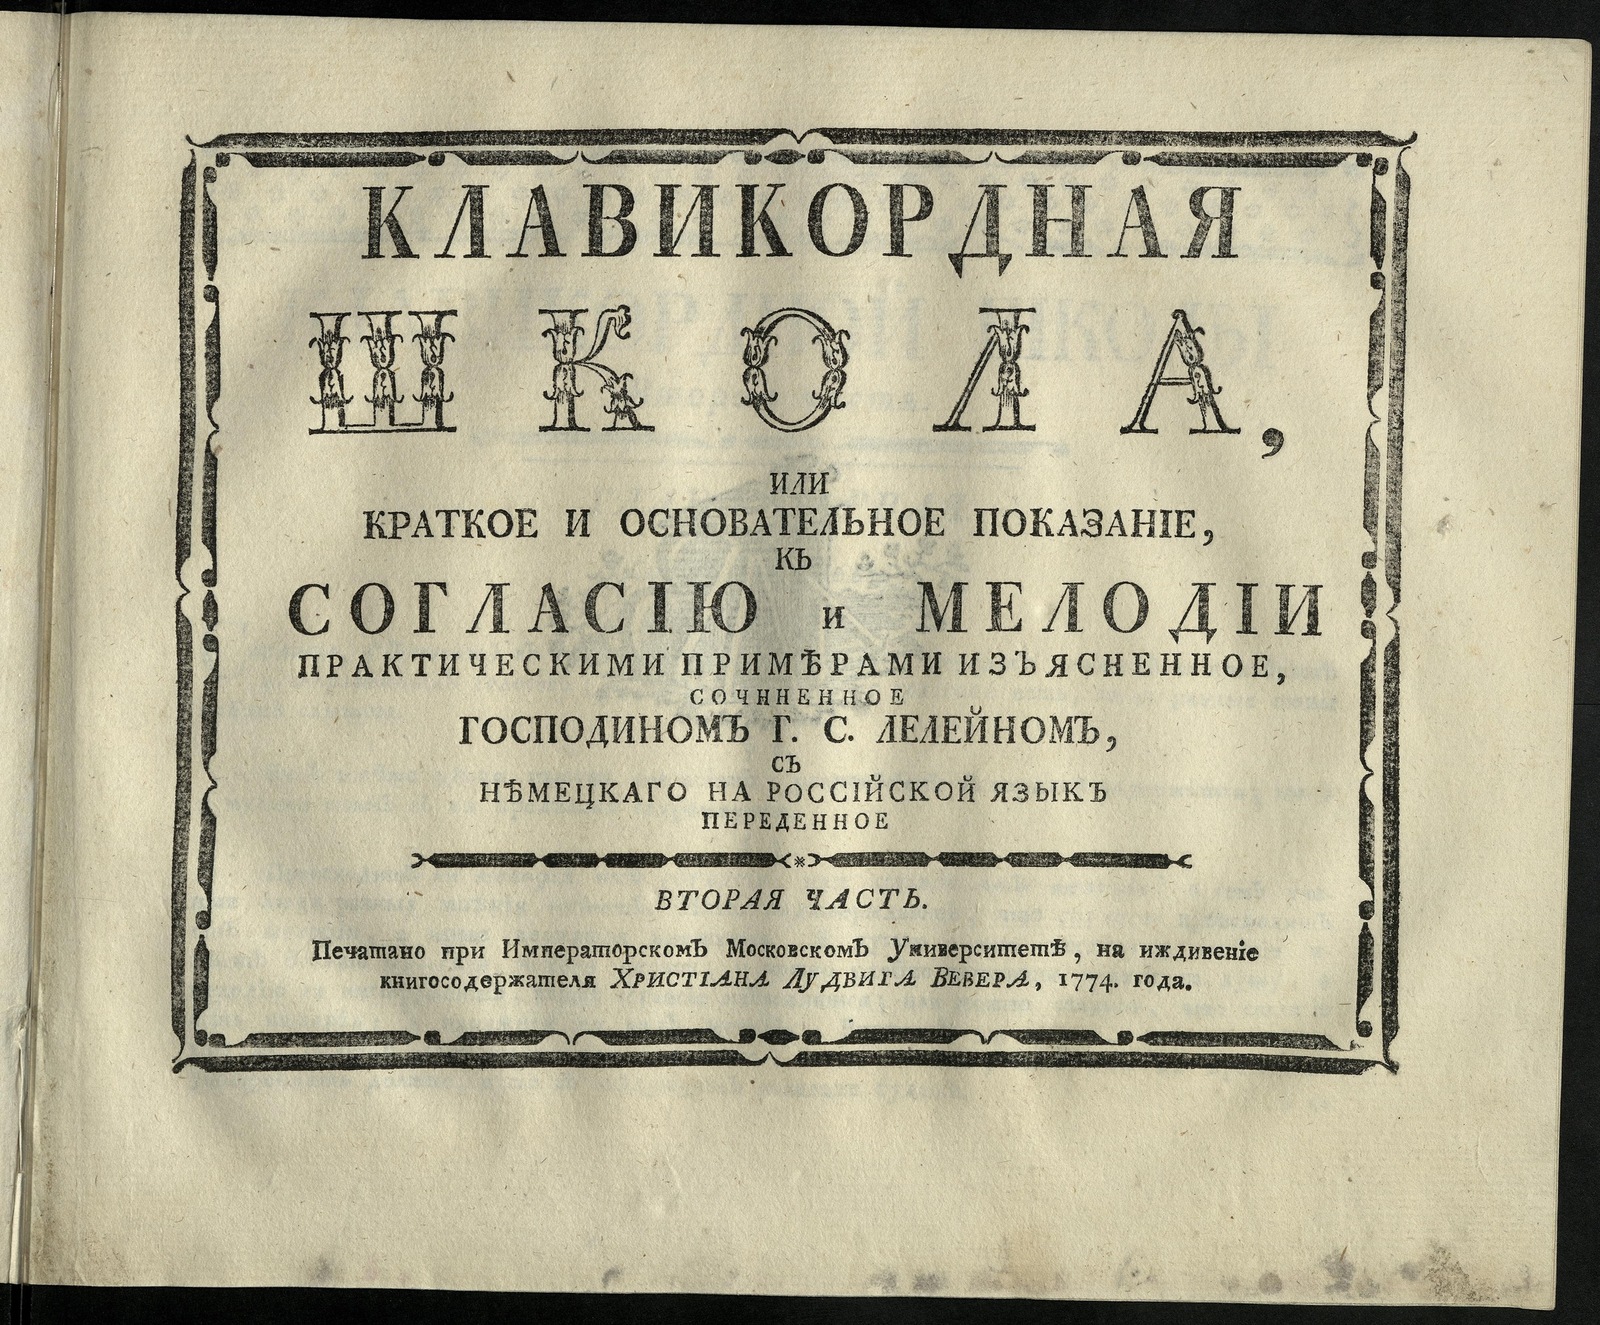 КЛАВИКОРДНАЯ
ШКОЛА,
ИЛИ
КРАТКОЕ И ОСНОВАТЕЛЬНОЕ ПОКАЗАНІЕ,
КЪ
СОГЛАСІЮ И МЕЛОДІИ
ПРАКТИЧЕСКИМИ ПРИМѢРАМИ ИЗЪЯСНЕННОЕ,
СОЧННЕННОЕ
ГОСПОДИНОМЪ Г. С. ЛЕЛЕЙНОМЪ,
СЪ
НѢМЕЦКАГО НА РОССІЙСКОЙ ЯЗЫКЪ
ПЕРЕДЕННОЕ
ВТОРАЯ ЧАСТЬ.
Печатано при Императорскомъ Московскомъ Университетѣ, на иждивеніе
книгосодержателя ХРИСТІАНА ЛУДВИГА ВЕВЕРА, 1774. года.